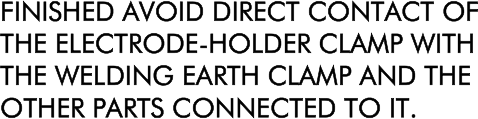 FINISHED AVOID DIRECT CONTACT OF
THE ELECTRODE-HOLDER CLAMP WITH
THE WELDING EARTH CLAMP AND THE
OTHER PARTS CONNECTED TO IT.